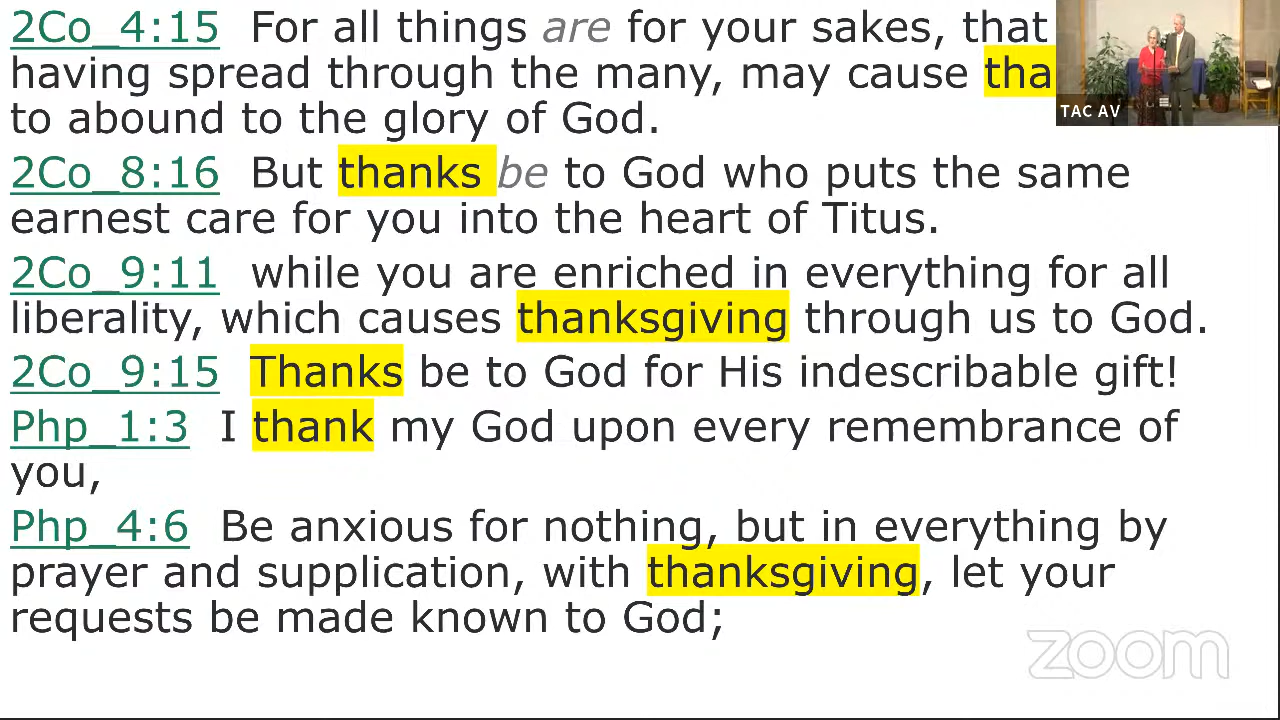 2Co_4:15 For all things are for your sakes, that
having spread through the many, may cause tha
to abound to the glory of God.
2Co_8:16 But thanks be to God who puts the same
earnest care for you into the heart of Titus.
2Co_9:11 while you are enriched in everything for all
liberality, which causes thanksgiving through us to God.
2Co_9:15 Thanks be to God for His indescribable gift!
Php_1:3 I thank my God upon every remembrance of
you,
Php_4:6 Be anxious for nothing, but in everything by
prayer and supplication, with thanksgiving, let your
requests be made known to God;
TAC AV
zoom